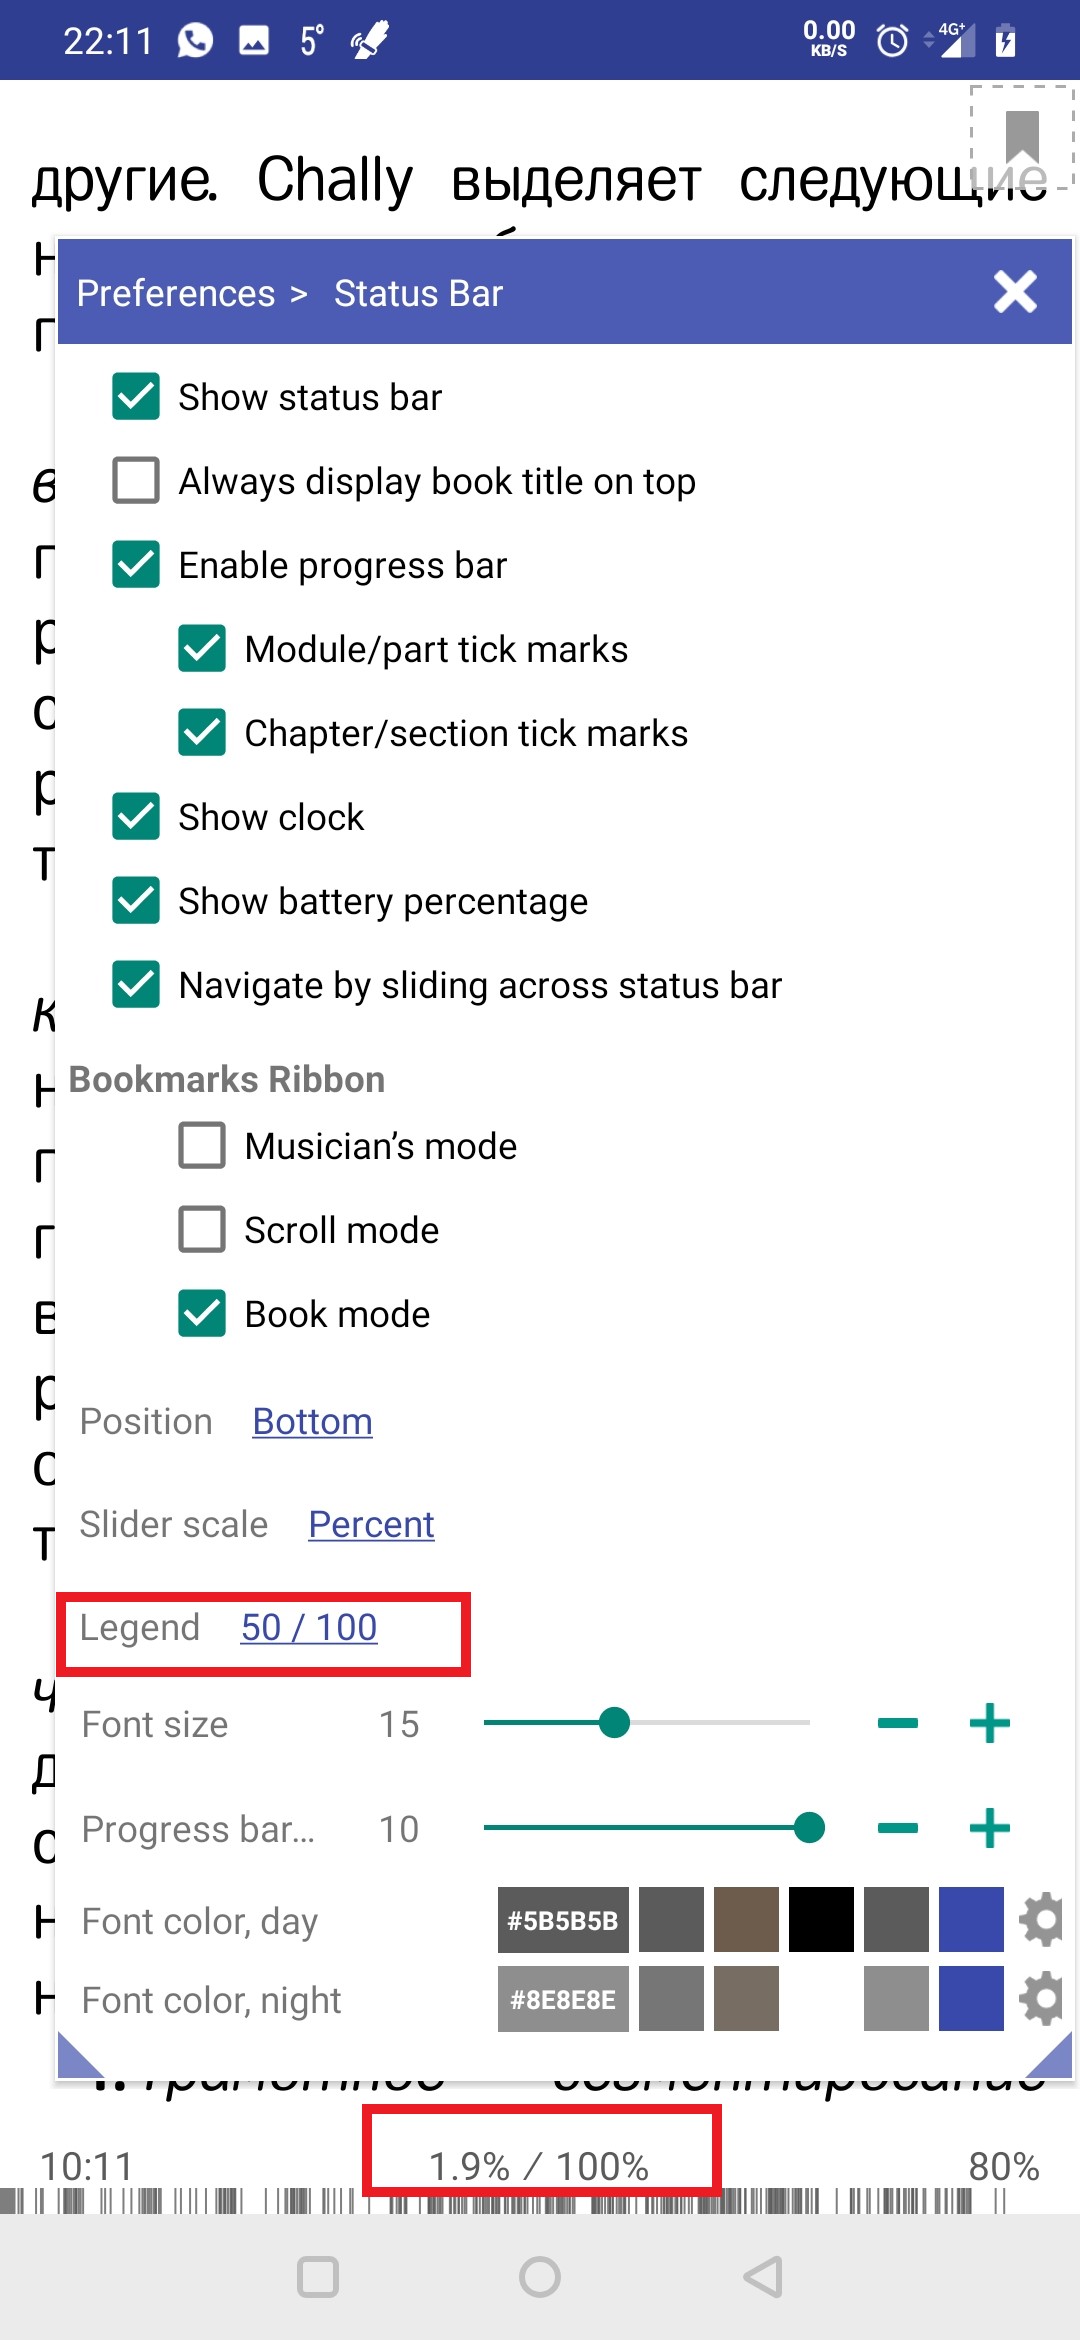 22:11 5° 0.00 KB/S 4G+
другие. Chally выделяет следующие
Preferences > Status Bar
Show status bar
Always display book title on top
Enable progress bar
Module/part tick marks
Chapter/section tick marks
Show clock
Show battery percentage
Navigate by sliding across status bar
Bookmarks Ribbon
Musician’s mode
Scroll mode
Book mode
Position Bottom
Slider scale Percent
Legend 50 / 100
Font size 15
Progress bar... 10
Font color, day #5B5B5B
Font color, night #8E8E8E
10:11 1.9% / 100% 80%